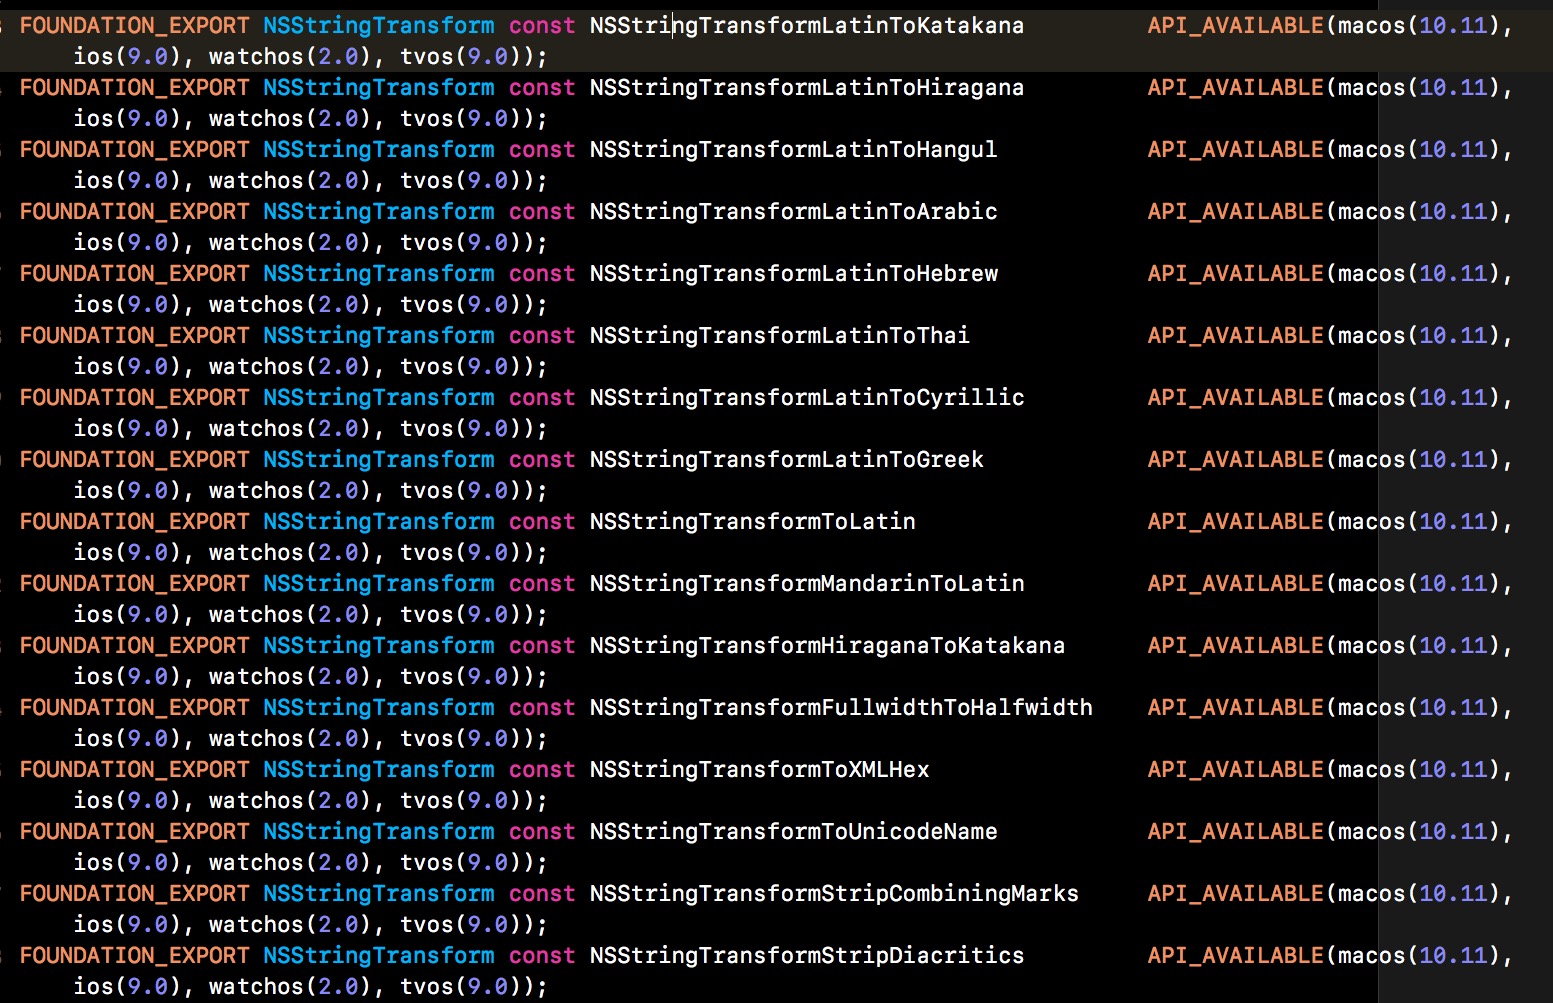 FOUNDATION_EXPORT NSStringTransform const NSStringTransformLatinToKatakana API_AVAILABLE(macos(10.11),
ios(9.0), watchos(2.0), tvos(9.0));
FOUNDATION_EXPORT NSStringTransform const NSStringTransformLatinToHiragana API_AVAILABLE(macos(10.11),
ios(9.0), watchos(2.0), tvos(9.0));
FOUNDATION_EXPORT NSStringTransform const NSStringTransformLatinToHangul API_AVAILABLE(macos(10.11),
ios(9.0), watchos(2.0), tvos(9.0));
FOUNDATION_EXPORT NSStringTransform const NSStringTransformLatinToArabic API_AVAILABLE(macos(10.11),
ios(9.0), watchos(2.0), tvos(9.0));
FOUNDATION_EXPORT NSStringTransform const NSStringTransformLatinToHebrew API_AVAILABLE(macos(10.11),
ios(9.0), watchos(2.0), tvos(9.0));
FOUNDATION_EXPORT NSStringTransform const NSStringTransformLatinToThai API_AVAILABLE(macos(10.11),
ios(9.0), watchos(2.0), tvos(9.0));
FOUNDATION_EXPORT NSStringTransform const NSStringTransformLatinToCyrillic API_AVAILABLE(macos(10.11),
ios(9.0), watchos(2.0), tvos(9.0));
FOUNDATION_EXPORT NSStringTransform const NSStringTransformLatinToGreek API_AVAILABLE(macos(10.11),
ios(9.0), watchos(2.0), tvos(9.0));
FOUNDATION_EXPORT NSStringTransform const NSStringTransformToLatin API_AVAILABLE(macos(10.11),
ios(9.0), watchos(2.0), tvos(9.0));
FOUNDATION_EXPORT NSStringTransform const NSStringTransformMandarinToLatin API_AVAILABLE(macos(10.11),
ios(9.0), watchos(2.0), tvos(9.0));
FOUNDATION_EXPORT NSStringTransform const NSStringTransformHiraganaToKatakana API_AVAILABLE(macos(10.11),
ios(9.0), watchos(2.0), tvos(9.0));
FOUNDATION_EXPORT NSStringTransform const NSStringTransformFullwidthToHalfwidth API_AVAILABLE(macos(10.11),
ios(9.0), watchos(2.0), tvos(9.0));
FOUNDATION_EXPORT NSStringTransform const NSStringTransformToXMLHex API_AVAILABLE(macos(10.11),
ios(9.0), watchos(2.0), tvos(9.0));
FOUNDATION_EXPORT NSStringTransform const NSStringTransformToUnicodeName API_AVAILABLE(macos(10.11),
ios(9.0), watchos(2.0), tvos(9.0));
FOUNDATION_EXPORT NSStringTransform const NSStringTransformStripCombiningMarks API_AVAILABLE(macos(10.11),
ios(9.0), watchos(2.0), tvos(9.0));
FOUNDATION_EXPORT NSStringTransform const NSStringTransformStripDiacritics API_AVAILABLE(macos(10.11),
ios(9.0), watchos(2.0), tvos(9.0));